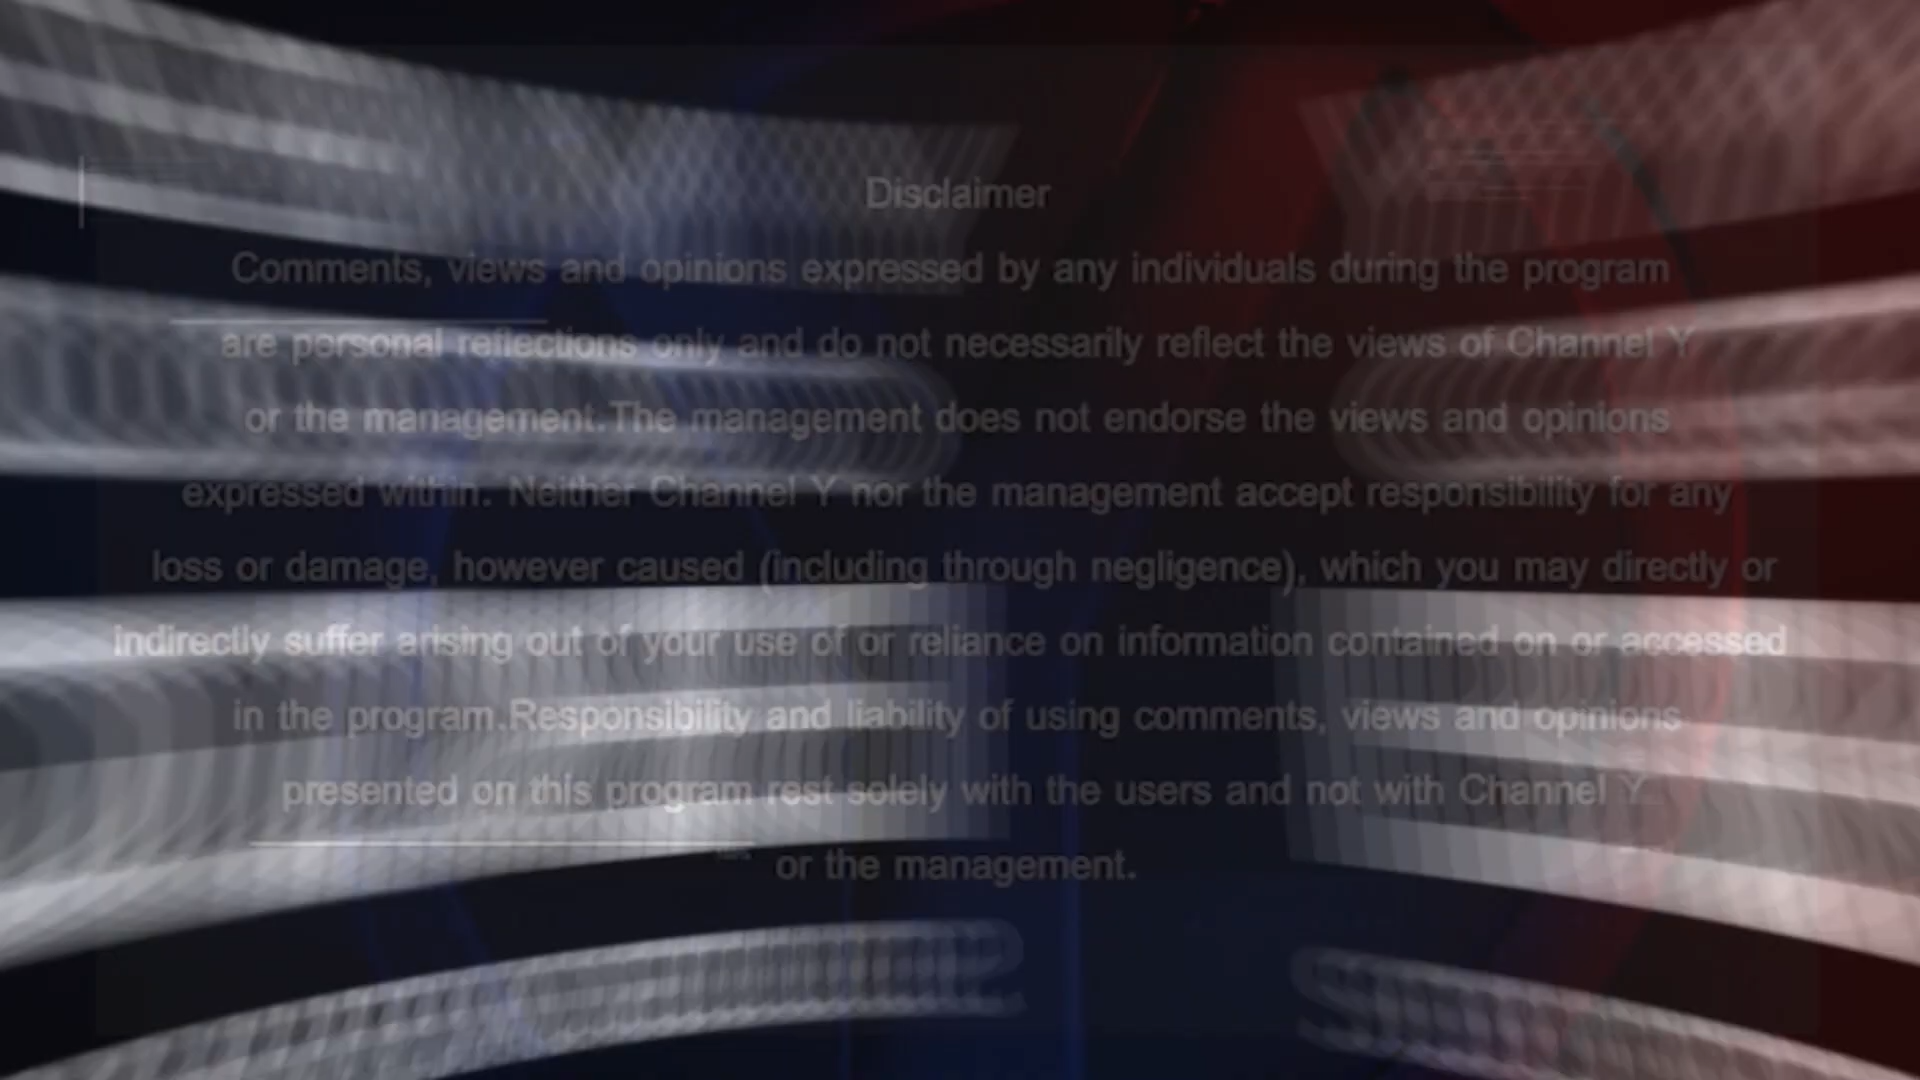 Disclaimer
Comments, views and opinions expressed by any individuals during the program
are personal reflections only and do not necessarily reflect the views of Channel Y
or the management.The management does not endorse the views and opinions
expressed within. Neither Channel Y nor the management accept responsibility for any
loss or damage, however caused (including through negligence), which you may directly or
indirectly suffer arising out of your use of or reliance on information contained on or accessed
in the program.Responsibility and liability of using comments, views and opinions
presented on this program rest solely with the users and not with Channel Y
or the management.